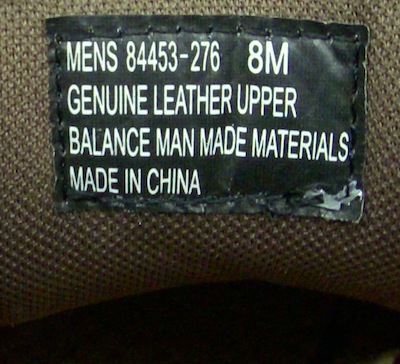 MENS 84453-276 8M
GENUINE LEATHER UPPER
BALANCE MAN MADE MATERIALS
MADE IN CHINA